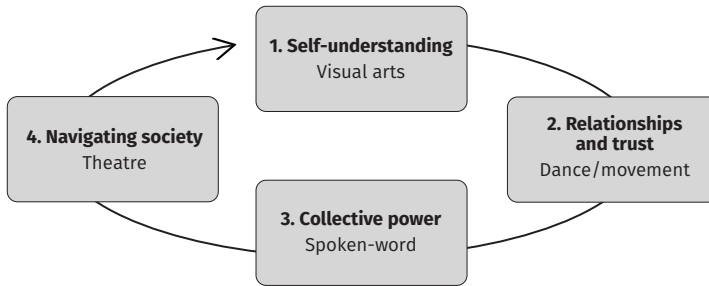 1. Self-understanding
Visual arts
2. Relationships
and trust
Dance/movement
3. Collective power
Spoken-word
4. Navigating society
Theatre